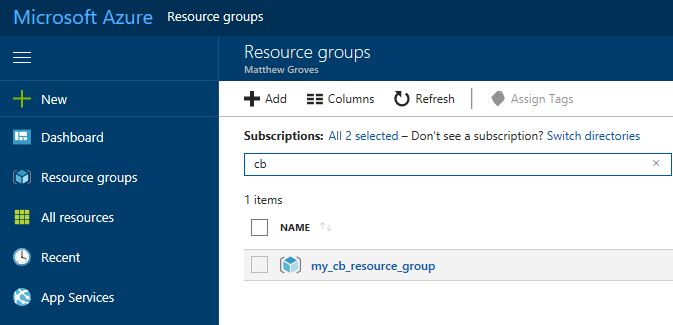 Microsoft Azure Resource groups
Resource groups
Matthew Groves
New
Dashboard
Resource groups
All resources
Recent
App Services
Add Columns Refresh Assign Tags
Subscriptions: All 2 selected – Don't see a subscription? Switch directories
cb
1 items
NAME
my_cb_resource_group